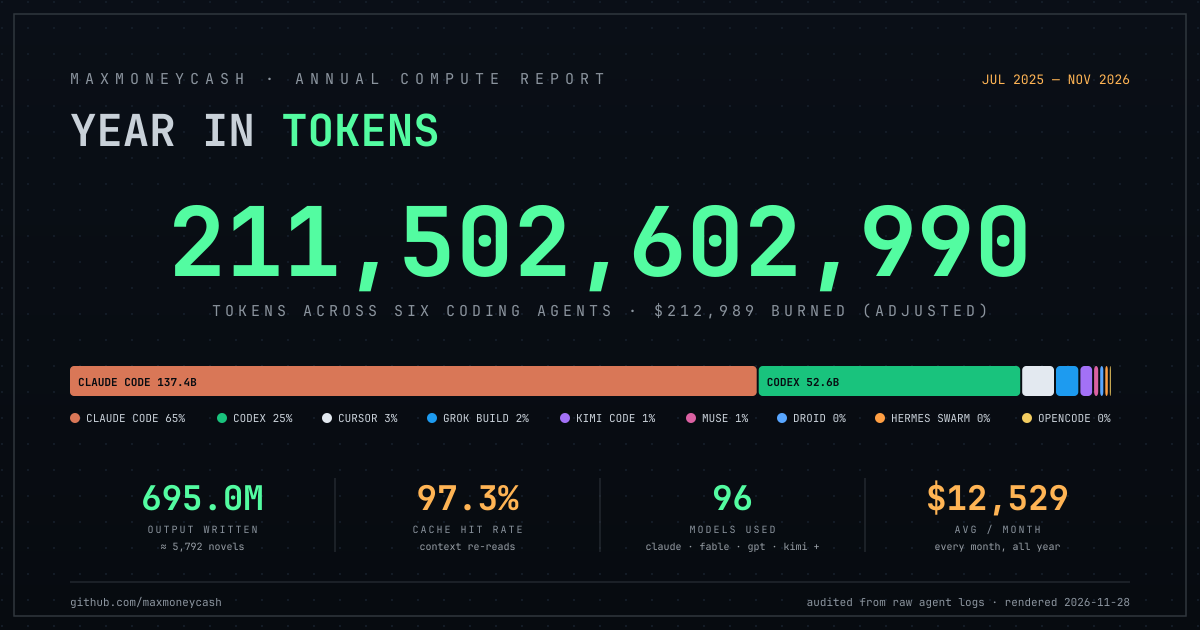 MAXMONEYCASH · ANNUAL COMPUTE REPORT
JUL 2025 — NOV 2026
YEAR IN TOKENS
211,502,602,990
TOKENS ACROSS SIX CODING AGENTS · $212,989 BURNED (ADJUSTED)
CLAUDE CODE 137.4B CODEX 52.6B
CLAUDE CODE 65% CODEX 25% CURSOR 3% GROK BUILD 2% KIMI CODE 1% MUSE 1% DROID 0% HERMES SWARM 0% OPENCODE 0%
695.0M 97.3% 96 $12,529
OUTPUT WRITTEN CACHE HIT RATE MODELS USED AVG / MONTH
≈ 5,792 novels context re-reads claude · fable · gpt · kimi + every month, all year
github.com/maxmoneycash audited from raw agent logs · rendered 2026-11-28